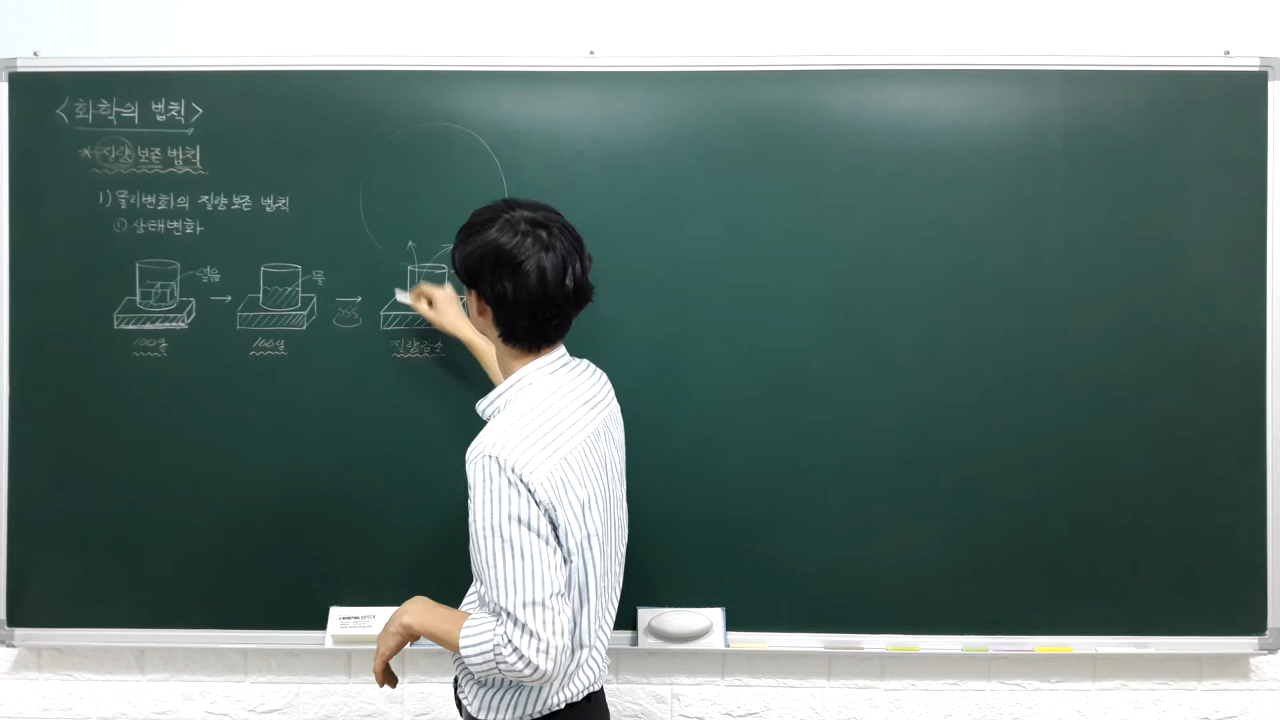 <화학의 법칙>
* 질량 보존 법칙
1) 물리변화의 질량 보존 법칙
① 상태변화
얼음
물
100g
100g
질량감소